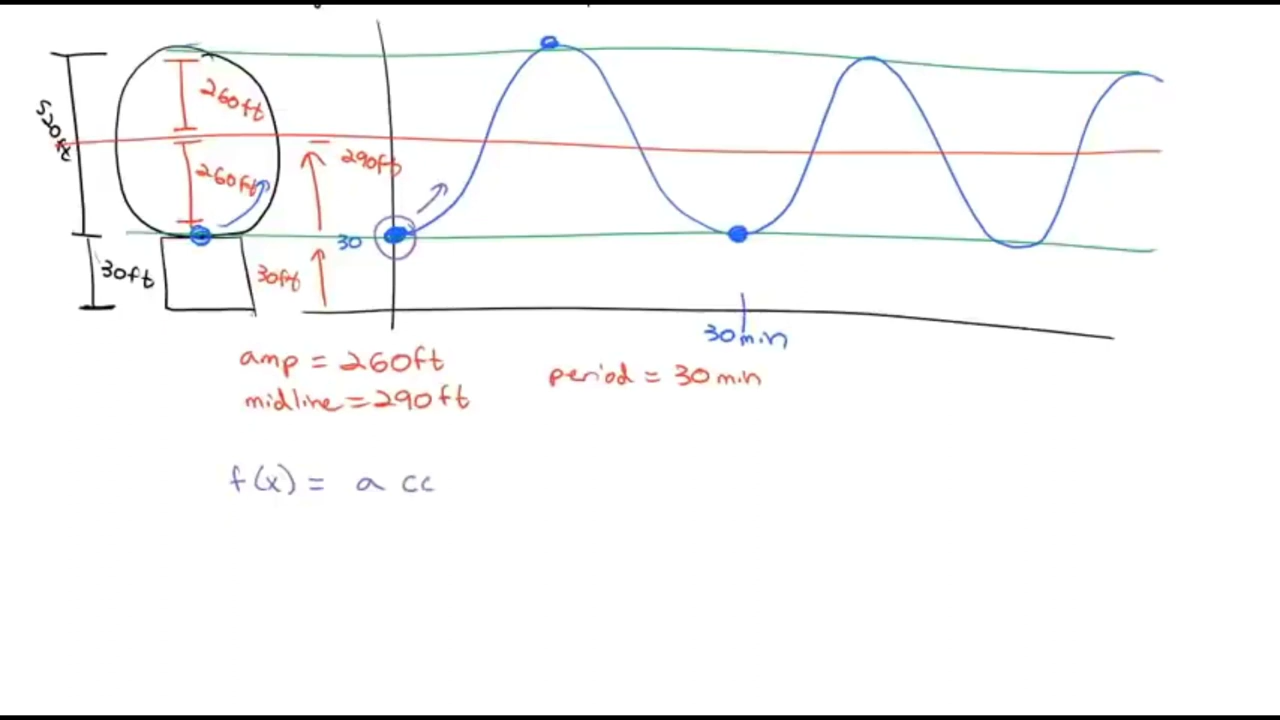 260ft
520ft
290ft
260ft
30
30ft
30ft
30min
amp = 260ft
period = 30min
midline = 290ft
f(x) = a cc